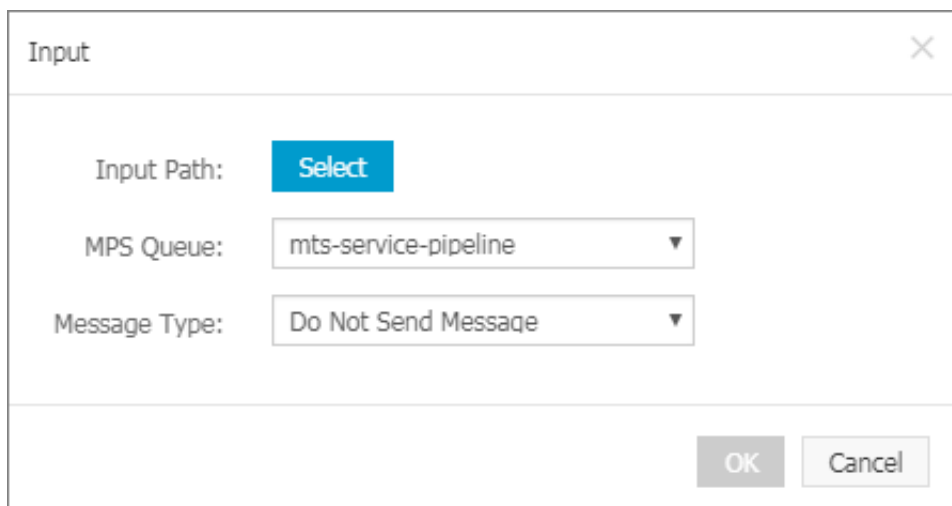 Input
Input Path: Select
MPS Queue: mts-service-pipeline
Message Type: Do Not Send Message
OK Cancel